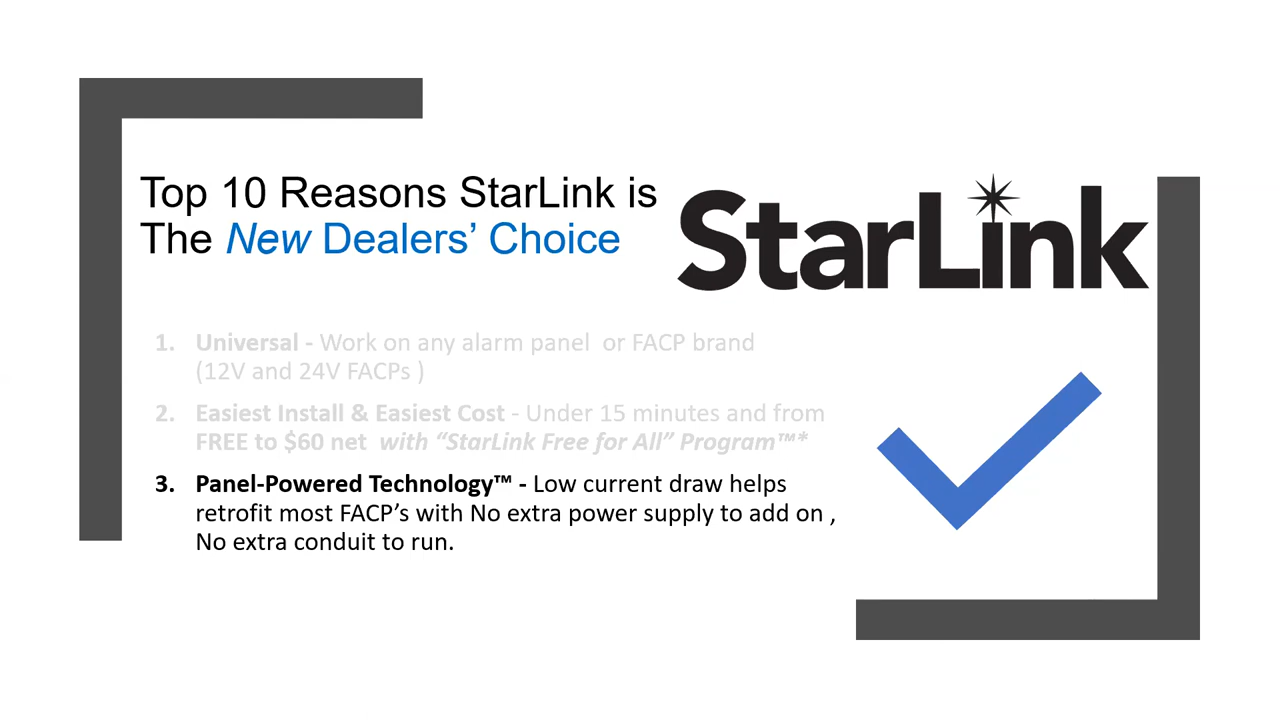 Top 10 Reasons StarLink is
The New Dealers’ Choice
StarLink
1. Universal - Work on any alarm panel  or FACP brand
(12V and 24V FACPs )
2. Easiest Install & Easiest Cost - Under 15 minutes and from
FREE to $60 net  with “StarLink Free for All” Program™*
3. Panel-Powered Technology™ - Low current draw helps
retrofit most FACP’s with No extra power supply to add on ,
No extra conduit to run.